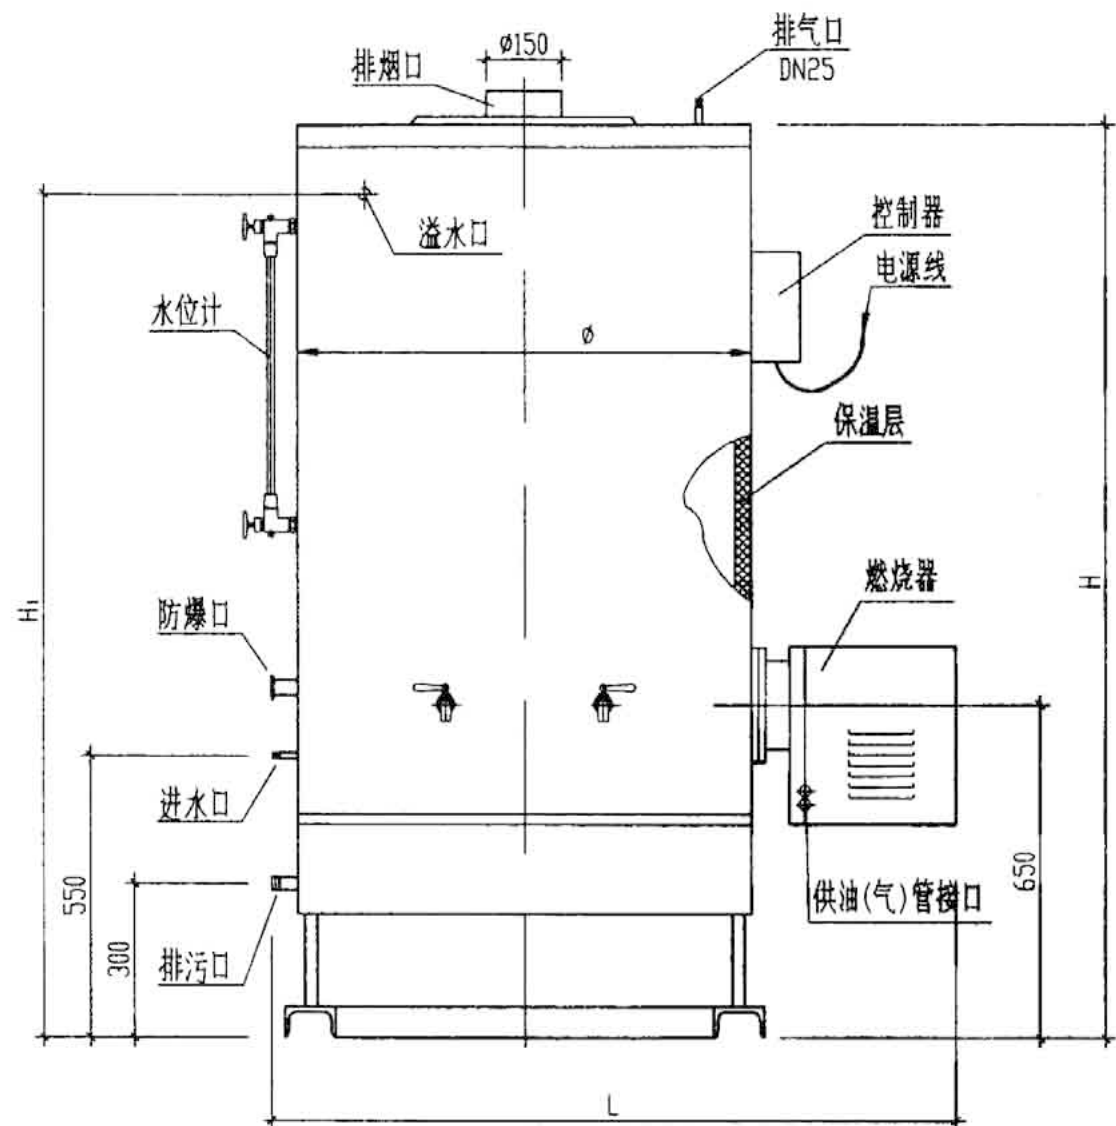 排气口
DN25
Ø150
排烟口
溢水口
控制器
电源线
水位计
Ø
保温层
燃烧器
H
H1
防爆口
进水口
550
300
650
供油(气)管接口
排污口
L